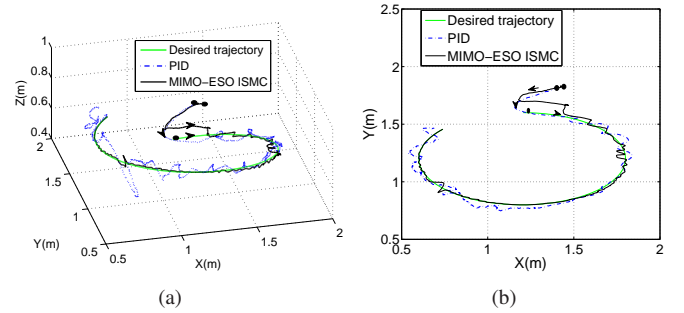 Desired trajectory
PID
MIMO−ESO ISMC
Z(m)
1
0.8
0.6
0.4
2
1.5
1
0.5
Y(m)
0.5
1
1.5
2
X(m)
(a)
Desired trajectory
PID
MIMO−ESO ISMC
Y(m)
2.5
2
1.5
1
0.5
1
1.5
2
X(m)
(b)